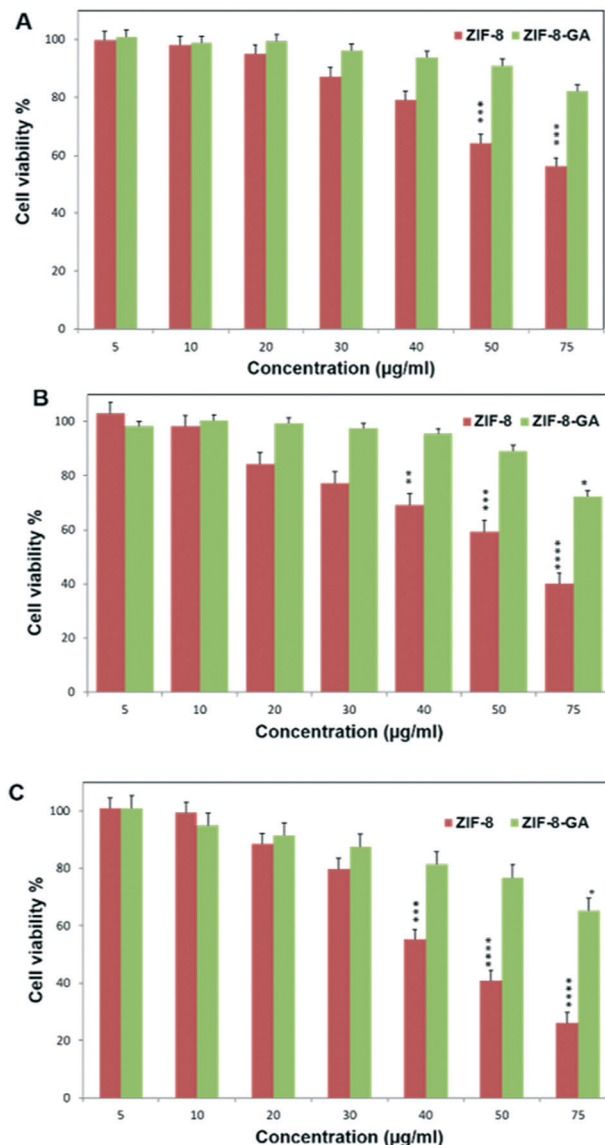 A
ZIF-8 ZIF-8-GA
100
80
60
40
20
0
Cell viability %
*** ***
5 10 20 30 40 50 75
Concentration (µg/ml)
B
ZIF-8 ZIF-8-GA
100
80
60
40
20
0
Cell viability %
** *** **** *
5 10 20 30 40 50 75
Concentration (µg/ml)
C
ZIF-8 ZIF-8-GA
100
80
60
40
20
0
Cell viability %
*** **** **** *
5 10 20 30 40 50 75
Concentration (µg/ml)